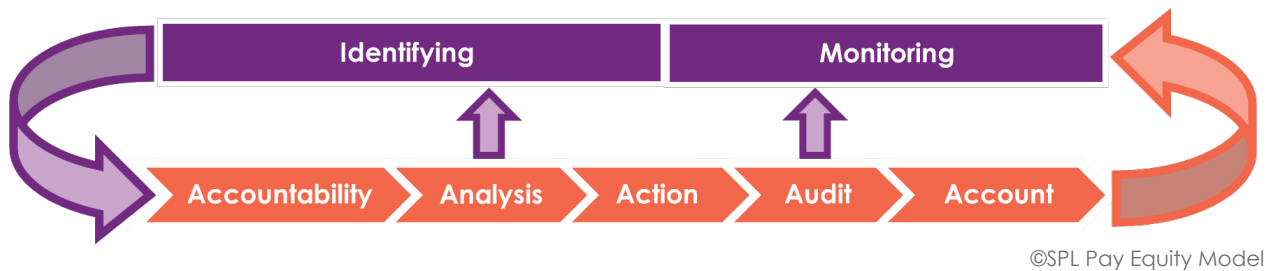 Identifying Monitoring
Accountability Analysis Action Audit Account
©SPL Pay Equity Model